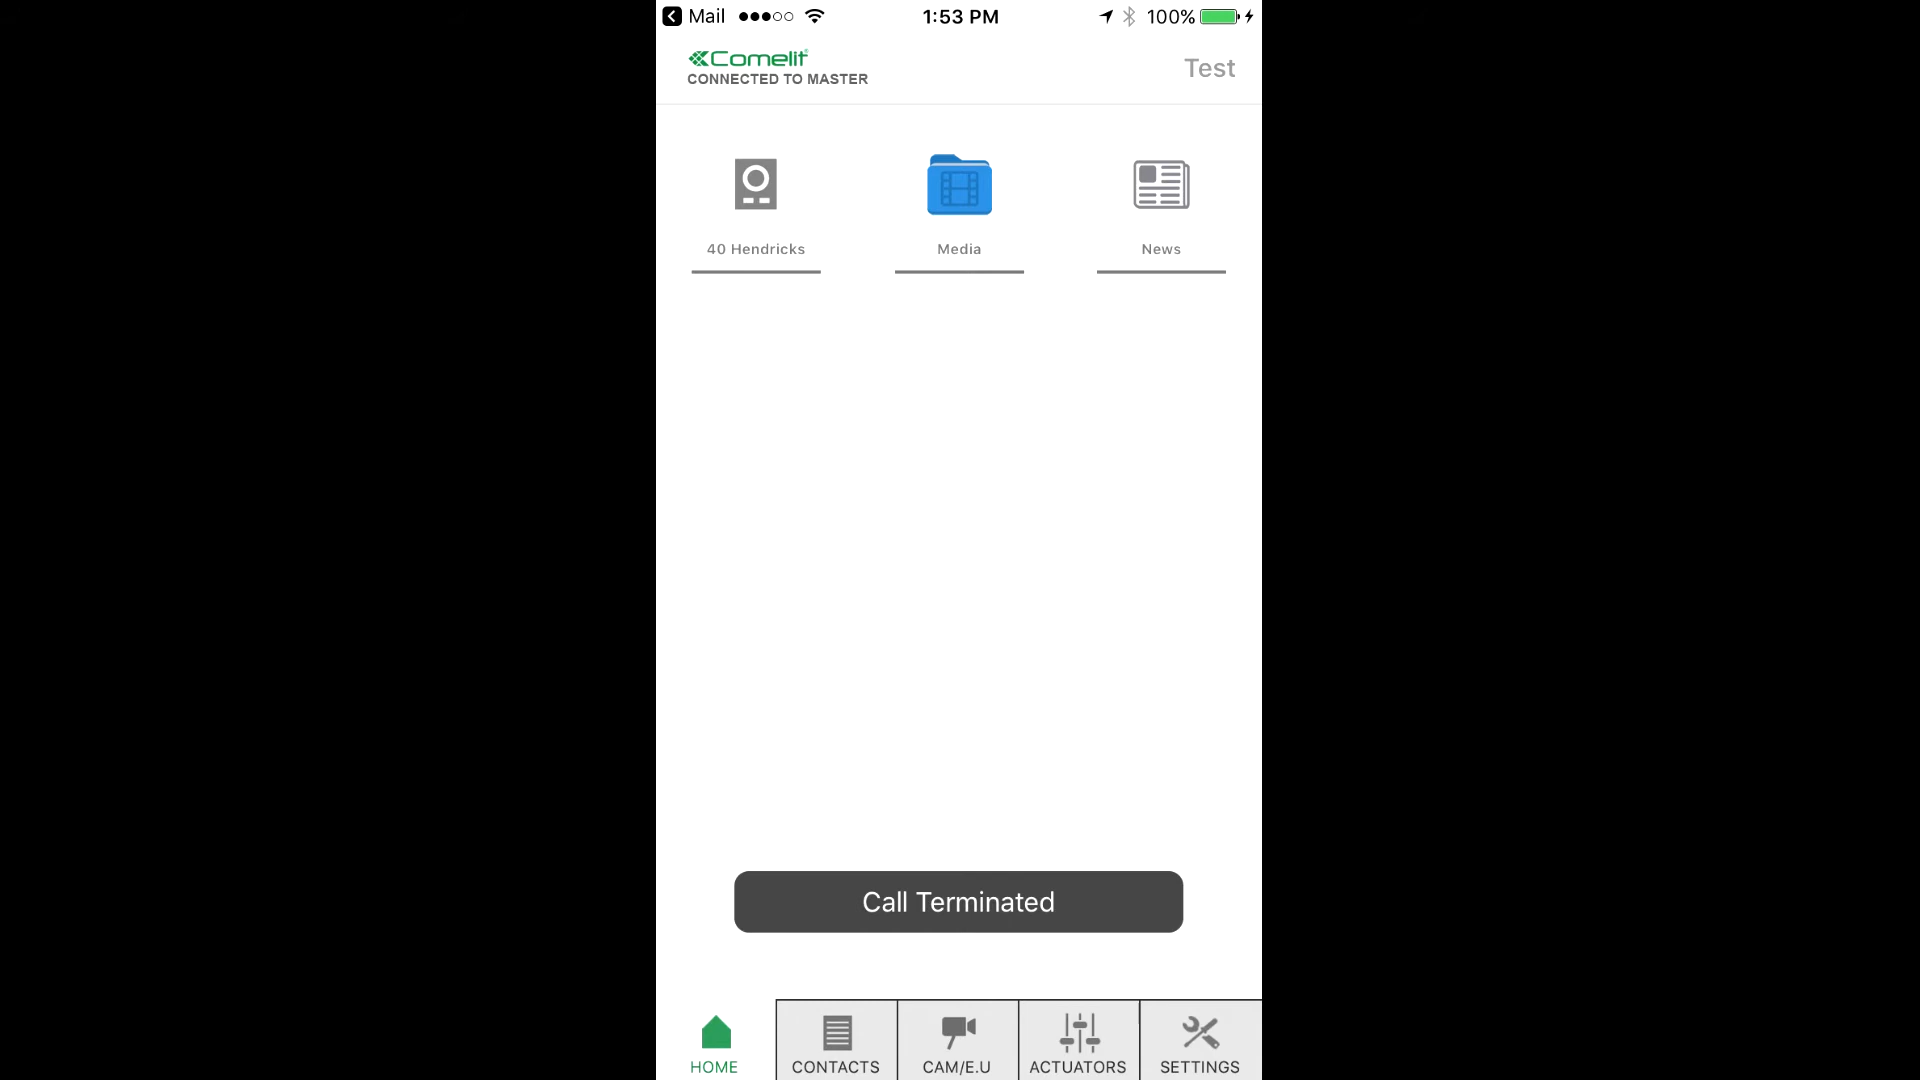 Mail 1:53 PM 100%
Comelit
CONNECTED TO MASTER
Test
40 Hendricks Media News
Call Terminated
HOME CONTACTS CAM/E.U ACTUATORS SETTINGS